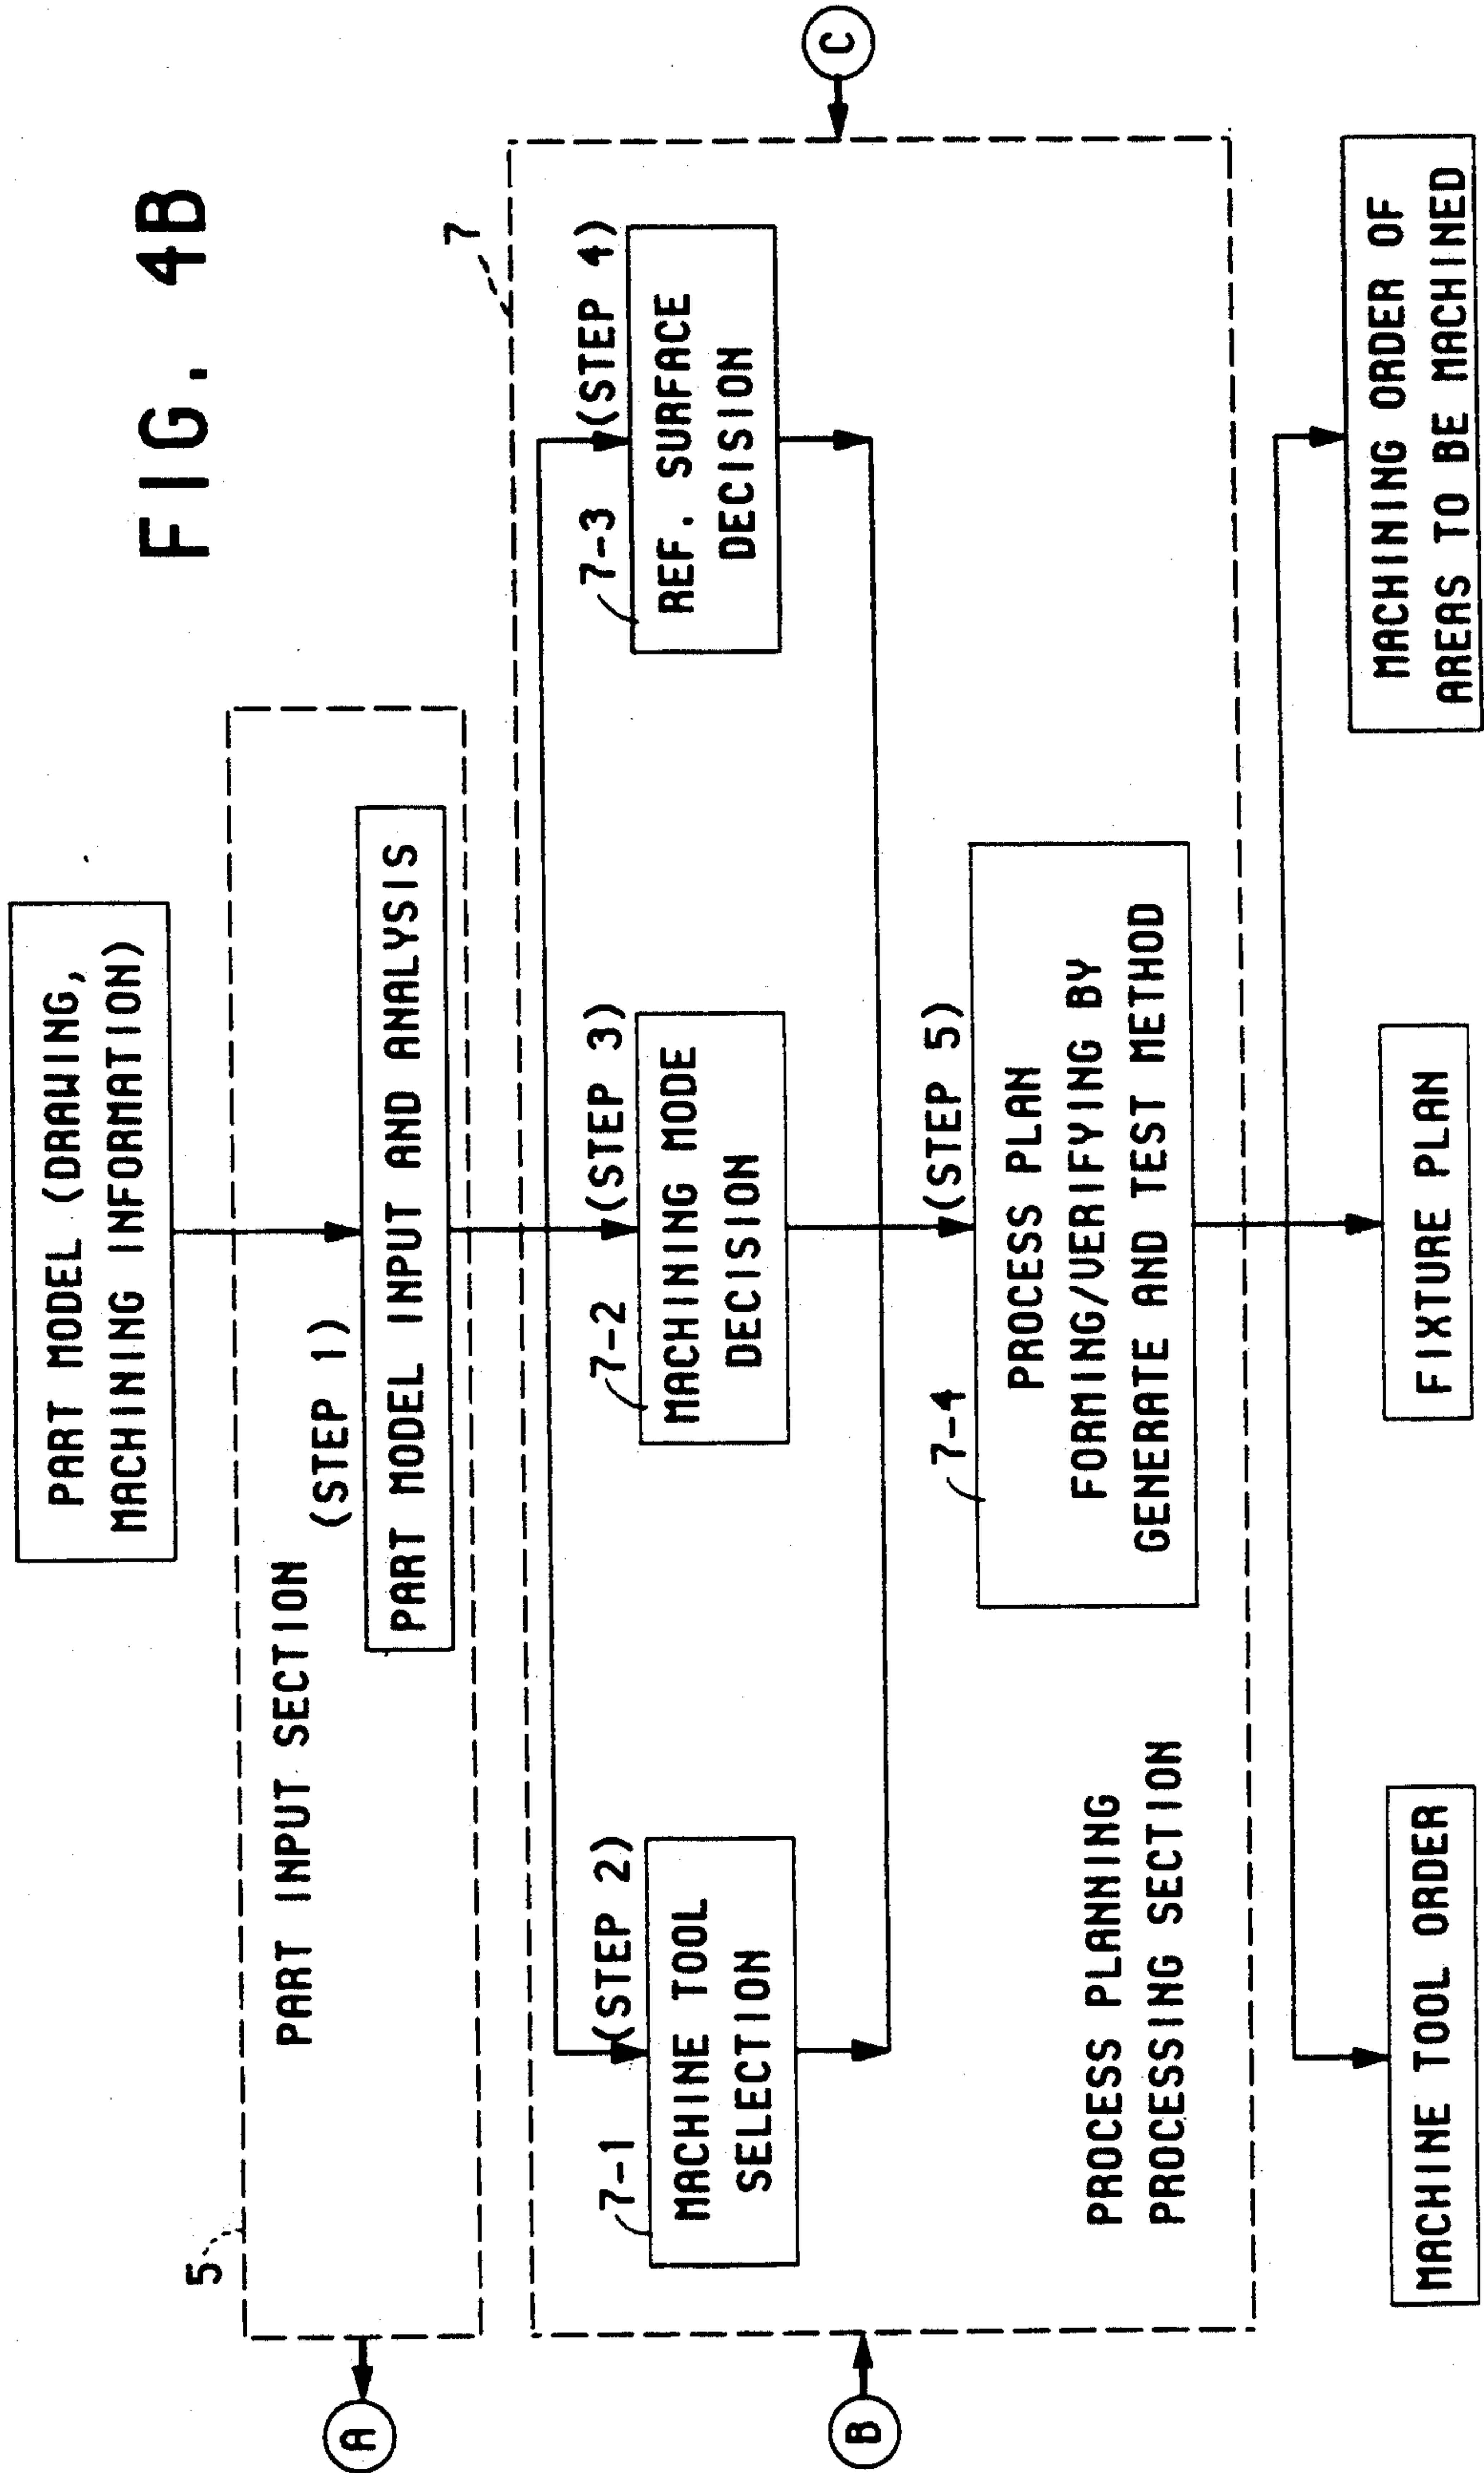 FIG. 4B
PART MODEL (DRAWING,
MACHINING INFORMATION)
5
PART INPUT SECTION
(STEP 1)
PART MODEL INPUT AND ANALYSIS
A
7
7-1
(STEP 2)
MACHINE TOOL
SELECTION
7-2
(STEP 3)
MACHINING MODE
DECISION
7-3
(STEP 4)
REF. SURFACE
DECISION
B
C
7-4
(STEP 5)
PROCESS PLAN
FORMING/VERIFYING BY
GENERATE AND TEST METHOD
PROCESS PLANNING
PROCESSING SECTION
MACHINE TOOL ORDER
FIXTURE PLAN
MACHINING ORDER OF
AREAS TO BE MACHINED